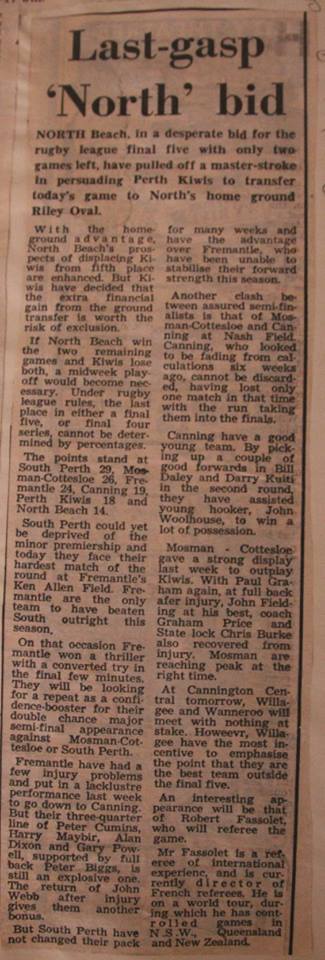 Last-gasp
‘North’ bid
NORTH Beach, in a desperate bid for the
rugby league final five with only two
games left, have pulled off a master-stroke
in persuading Perth Kiwis to transfer
today's game to North's home ground
Riley Oval.
With the home-
ground advantage,
North Beach's pros-
pects of displacing Ki-
wis from fifth place
are enhanced. But Ki-
wis have decided that
the extra financial
gain from the ground
transfer is worth the
risk of exclusion.
If North Beach win
the two remaining
games and Kiwis lose
both, a midweek play-
off would become nec-
essary. Under rugby
league rules, the last
place in either a final
five, or final four
series, cannot be deter-
mined by percentages.
The points stand at
South Perth 29, Mos-
man-Cottesloe 26, Fre-
mantle 24, Canning 19,
Perth Kiwis 18 and
North Beach 14.
South Perth could yet
be deprived of the
minor premiership and
today they face their
hardest match of the
round at Fremantle's
Ken Allen Field. Fre-
mantle are the only
team to have beaten
South outright this
season.
On that occasion Fre-
mantle won a thriller
with a converted try in
the final few minutes.
They will be looking
for a repeat as a confi-
dence-booster for their
double chance major
semi-final appearance
against Mosman-Cot-
tesloe or South Perth.
Fremantle have had a
few injury problems
and put in a lacklustre
performance last week
to go down to Canning.
But their three-quarter
line of Peter Cumins,
Harry Maybir, Alan
Dixon and Gary Pow-
ell, supported by full
back Peter Biggs, is
still an explosive one.
The return of John
Webb after injury
gives them another
bonus.
But South Perth have
not changed their pack
for many weeks and
have the advantage
over Fremantle, who
have been unable to
stabilise their forward
strength this season.
Another clash be-
tween assured semi-fin-
alists is that of Mos-
man-Cottesloe and Can-
ning at Nash Field.
Canning, who looked
to be fading from cal-
culations six weeks
ago, cannot be discard-
—having lost only
one match in that time
with the run taking
them into the finals.
Canning have a good
young team. By pick-
ing up a couple of
good forwards in Bill
Daley and Darry Kuiti
in the second round,
they have assisted
young hooker, John
Woolhouse, to win a
lot of possession.
Mosman - Cottesloe
gave a strong display
last week to outplay
Kiwis. With Paul Gra-
ham again, at full back
afer injury, John Field-
ing at his best, coach
Graham Price and
State lock Chris Burke
also recovered from
injury. Mosman are
reaching peak at the
right time.
At Cannington Cen-
tral tomorrow, Willa-
gee and Wanneroo will
meet with nothing at
stake. Howeevr, Willa-
gee have the most in-
centive to emphasise
the point that they are
the best team outside
the final five.
An interesting ap-
pearance will be that
of Robert Fassolet,
who will referee the
game.
Mr Fassolet is a ref-
eree of international
experienc, and is cur-
rently director of
French referees. He is
on a world tour, dur-
ing which he has cont-
rolled games in
N.S.W., Queensland
and New Zealand.